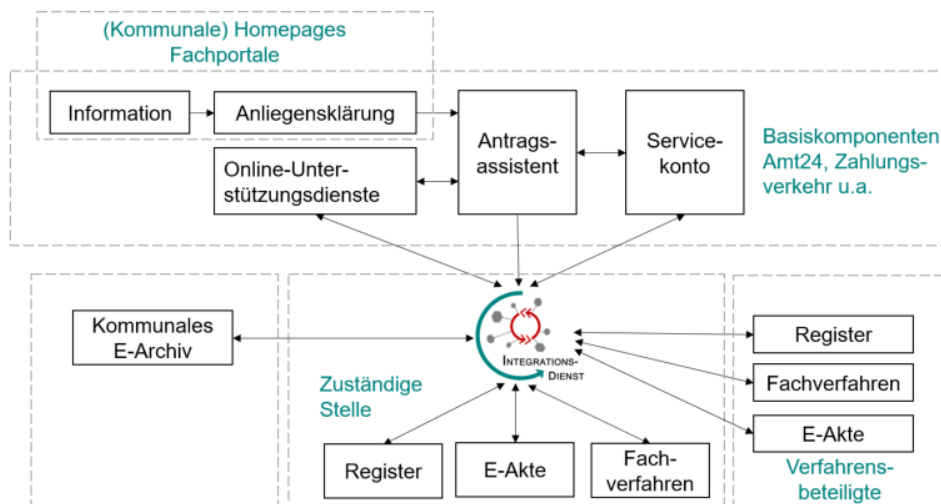 (Kommunale) Homepages
Fachportale
Information
Anliegensklärung
Antrags-
assistent
Service-
konto
Basiskomponenten
Amt24, Zahlungs-
verkehr u.a.
Online-Unter-
stützungsdienste
Kommunales
E-Archiv
INTEGRATIONS-
DIENST
Zuständige
Stelle
Register
E-Akte
Fach-
verfahren
Register
Fachverfahren
E-Akte
Verfahrens-
beteiligte